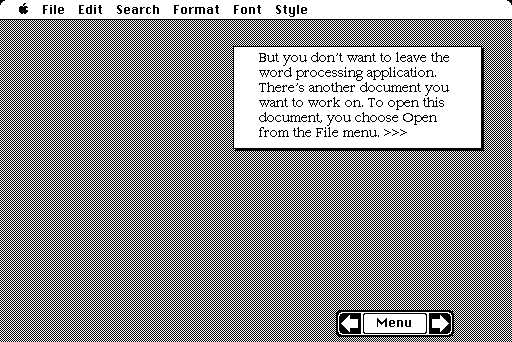 File Edit Search Format Font Style
But you don't want to leave the
word processing application.
There's another document you
want to work on. To open this
document, you choose Open
from the File menu. >>>
Menu